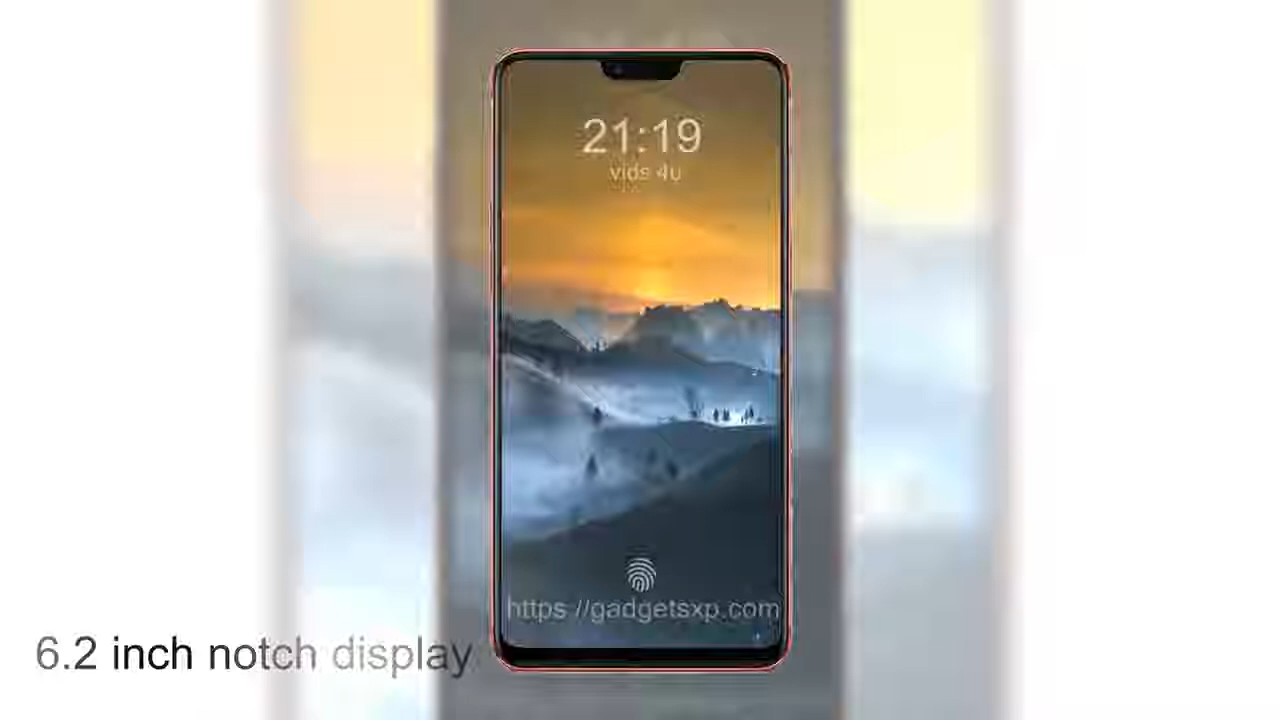 21:19
vids 4u
https //gadgetsxp.com
6.2 inch notch display